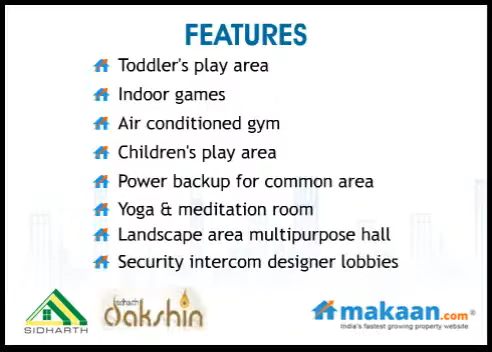 FEATURES
Toddler's play area
Indoor games
Air conditioned gym
Children's play area
Power backup for common area
Yoga & meditation room
Landscape area multipurpose hall
Security intercom designer lobbies
SIDHARTH
sidharth
dakshin
makaan.com®
India's fastest growing property website